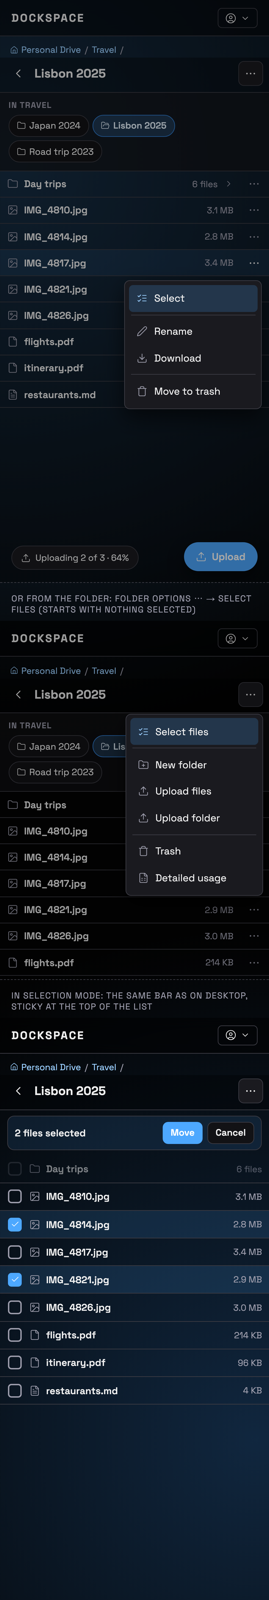 DOCKSPACE
Personal Drive / Travel /
Lisbon 2025
IN TRAVEL
Japan 2024
Lisbon 2025
Road trip 2023
Day trips 6 files
IMG_4810.jpg 3.1 MB
IMG_4814.jpg 2.8 MB
IMG_4817.jpg 3.4 MB
IMG_4821.jpg
IMG_4826.jpg
flights.pdf
itinerary.pdf
restaurants.md
Select
Rename
Download
Move to trash
Uploading 2 of 3 · 64%
Upload
OR FROM THE FOLDER: FOLDER OPTIONS ··· → SELECT
FILES (STARTS WITH NOTHING SELECTED)
DOCKSPACE
Personal Drive / Travel /
Lisbon 2025
IN TRAVEL
Japan 2024
Lis
Road trip 2023
Day trips
IMG_4810.jpg
IMG_4814.jpg
IMG_4817.jpg
IMG_4821.jpg 2.9 MB
IMG_4826.jpg 3.0 MB
flights.pdf 214 KB
Select files
New folder
Upload files
Upload folder
Trash
Detailed usage
IN SELECTION MODE: THE SAME BAR AS ON DESKTOP,
STICKY AT THE TOP OF THE LIST
DOCKSPACE
Personal Drive / Travel /
Lisbon 2025
2 files selected
Move
Cancel
Day trips 6 files
IMG_4810.jpg 3.1 MB
IMG_4814.jpg 2.8 MB
IMG_4817.jpg 3.4 MB
IMG_4821.jpg 2.9 MB
IMG_4826.jpg 3.0 MB
flights.pdf 214 KB
itinerary.pdf 96 KB
restaurants.md 4 KB